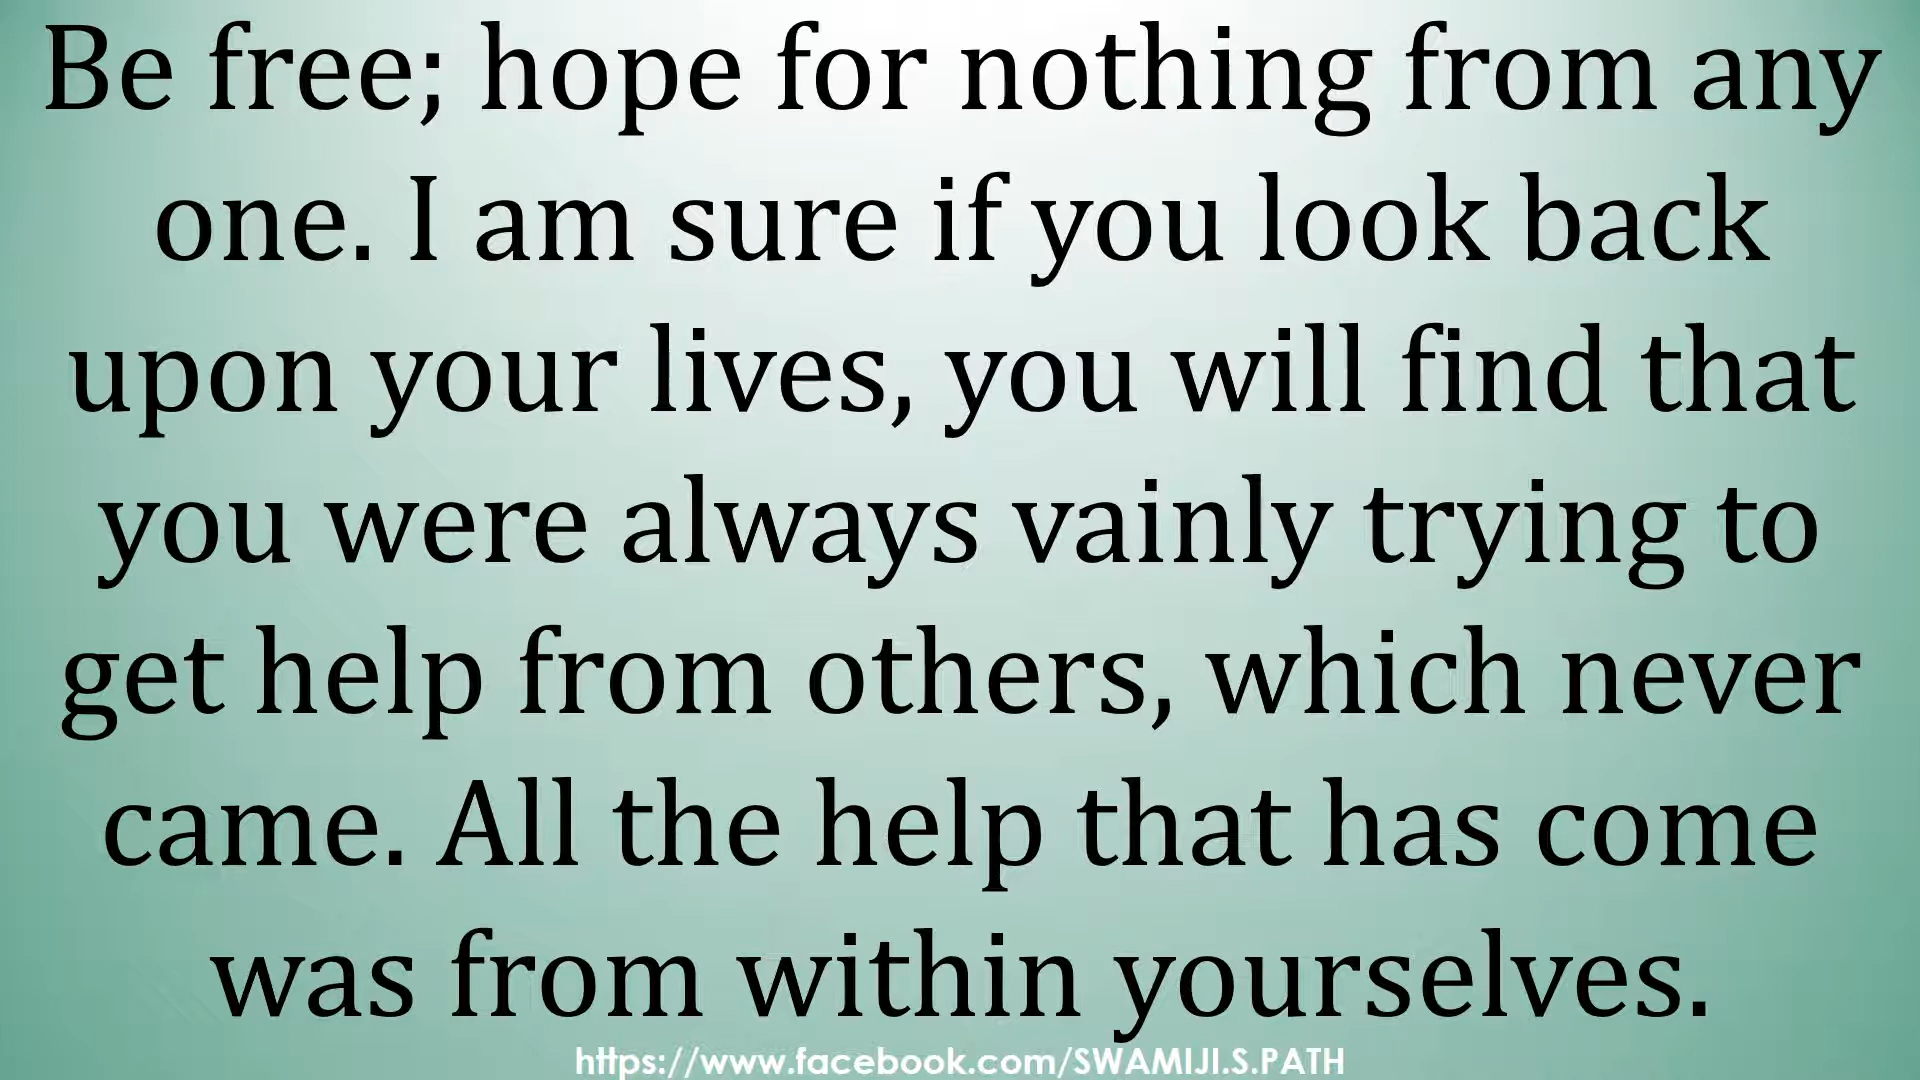 Be free; hope for nothing from any
one. I am sure if you look back
upon your lives, you will find that
you were always vainly trying to
get help from others, which never
came. All the help that has come
was from within yourselves.
https://www.facebook.com/SWAMIJI.S.PATH